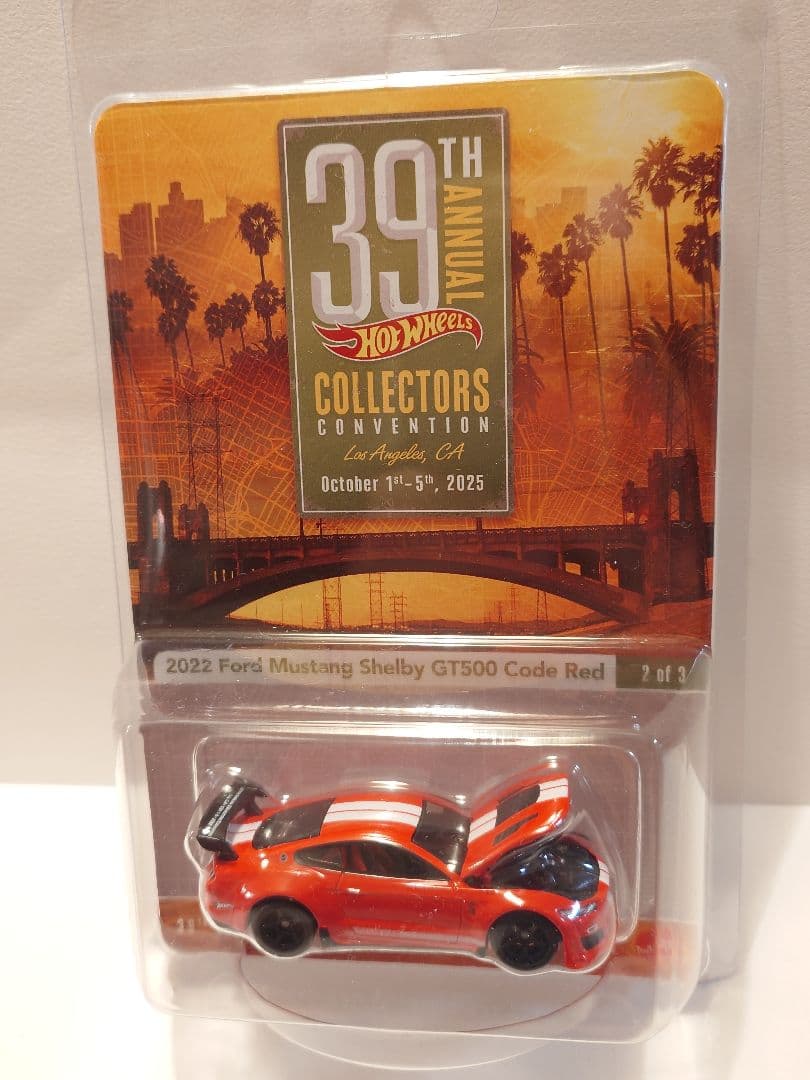 39TH
ANNUAL
Hot Wheels
COLLECTORS
CONVENTION
Los Angeles, CA
October 1st-5th, 2025
2022 Ford Mustang Shelby GT500 Code Red
2 of 3